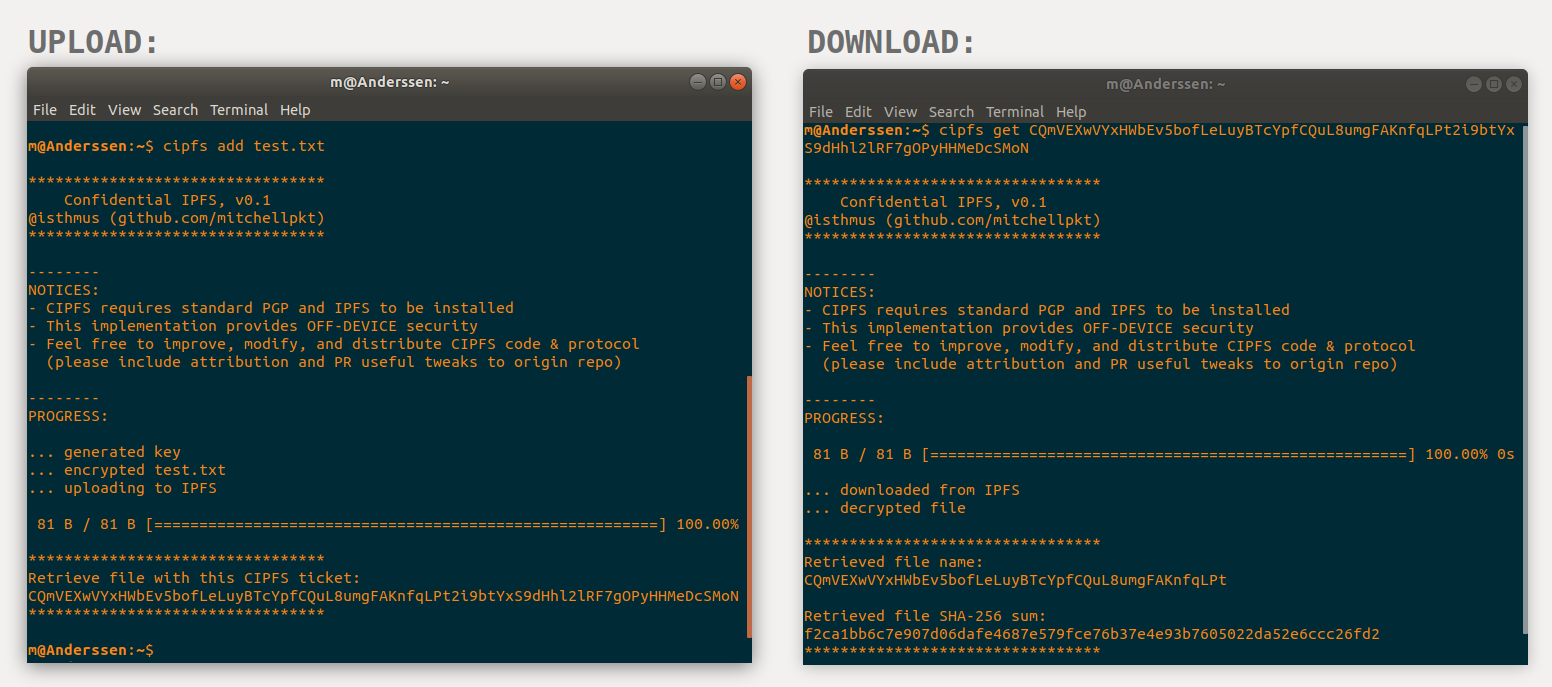 UPLOAD:
m@Anderssen: ~
File Edit View Search Terminal Help
m@Anderssen:~$ cipfs add test.txt
*********************************
Confidential IPFS, v0.1
@isthmus (github.com/mitchellpkt)
*********************************
--------
NOTICES:
- CIPFS requires standard PGP and IPFS to be installed
- This implementation provides OFF-DEVICE security
- Feel free to improve, modify, and distribute CIPFS code & protocol
(please include attribution and PR useful tweaks to origin repo)
--------
PROGRESS:
... generated key
... encrypted test.txt
... uploading to IPFS
81 B / 81 B [========================================================] 100.00%
*********************************
Retrieve file with this CIPFS ticket:
CQmVEXwVYxHWbEv5bofLeLuyBTcYpfCQuL8umgFAKnfqLPt2i9btYxS9dHhl2lRF7gOPyHHMeDcSMoN
*********************************
m@Anderssen:~$
DOWNLOAD:
m@Anderssen: ~
File Edit View Search Terminal Help
m@Anderssen:~$ cipfs get CQmVEXwVYxHWbEv5bofLeLuyBTcYpfCQuL8umgFAKnfqLPt2i9btYx
S9dHhl2lRF7gOPyHHMeDcSMoN
*********************************
Confidential IPFS, v0.1
@isthmus (github.com/mitchellpkt)
*********************************
--------
NOTICES:
- CIPFS requires standard PGP and IPFS to be installed
- This implementation provides OFF-DEVICE security
- Feel free to improve, modify, and distribute CIPFS code & protocol
(please include attribution and PR useful tweaks to origin repo)
--------
PROGRESS:
81 B / 81 B [=====================================================] 100.00% 0s
... downloaded from IPFS
... decrypted file
*********************************
Retrieved file name:
CQmVEXwVYxHWbEv5bofLeLuyBTcYpfCQuL8umgFAKnfqLPt
Retrieved file SHA-256 sum:
f2ca1bb6c7e907d06dafe4687e579fce76b37e4e93b7605022da52e6ccc26fd2
*********************************